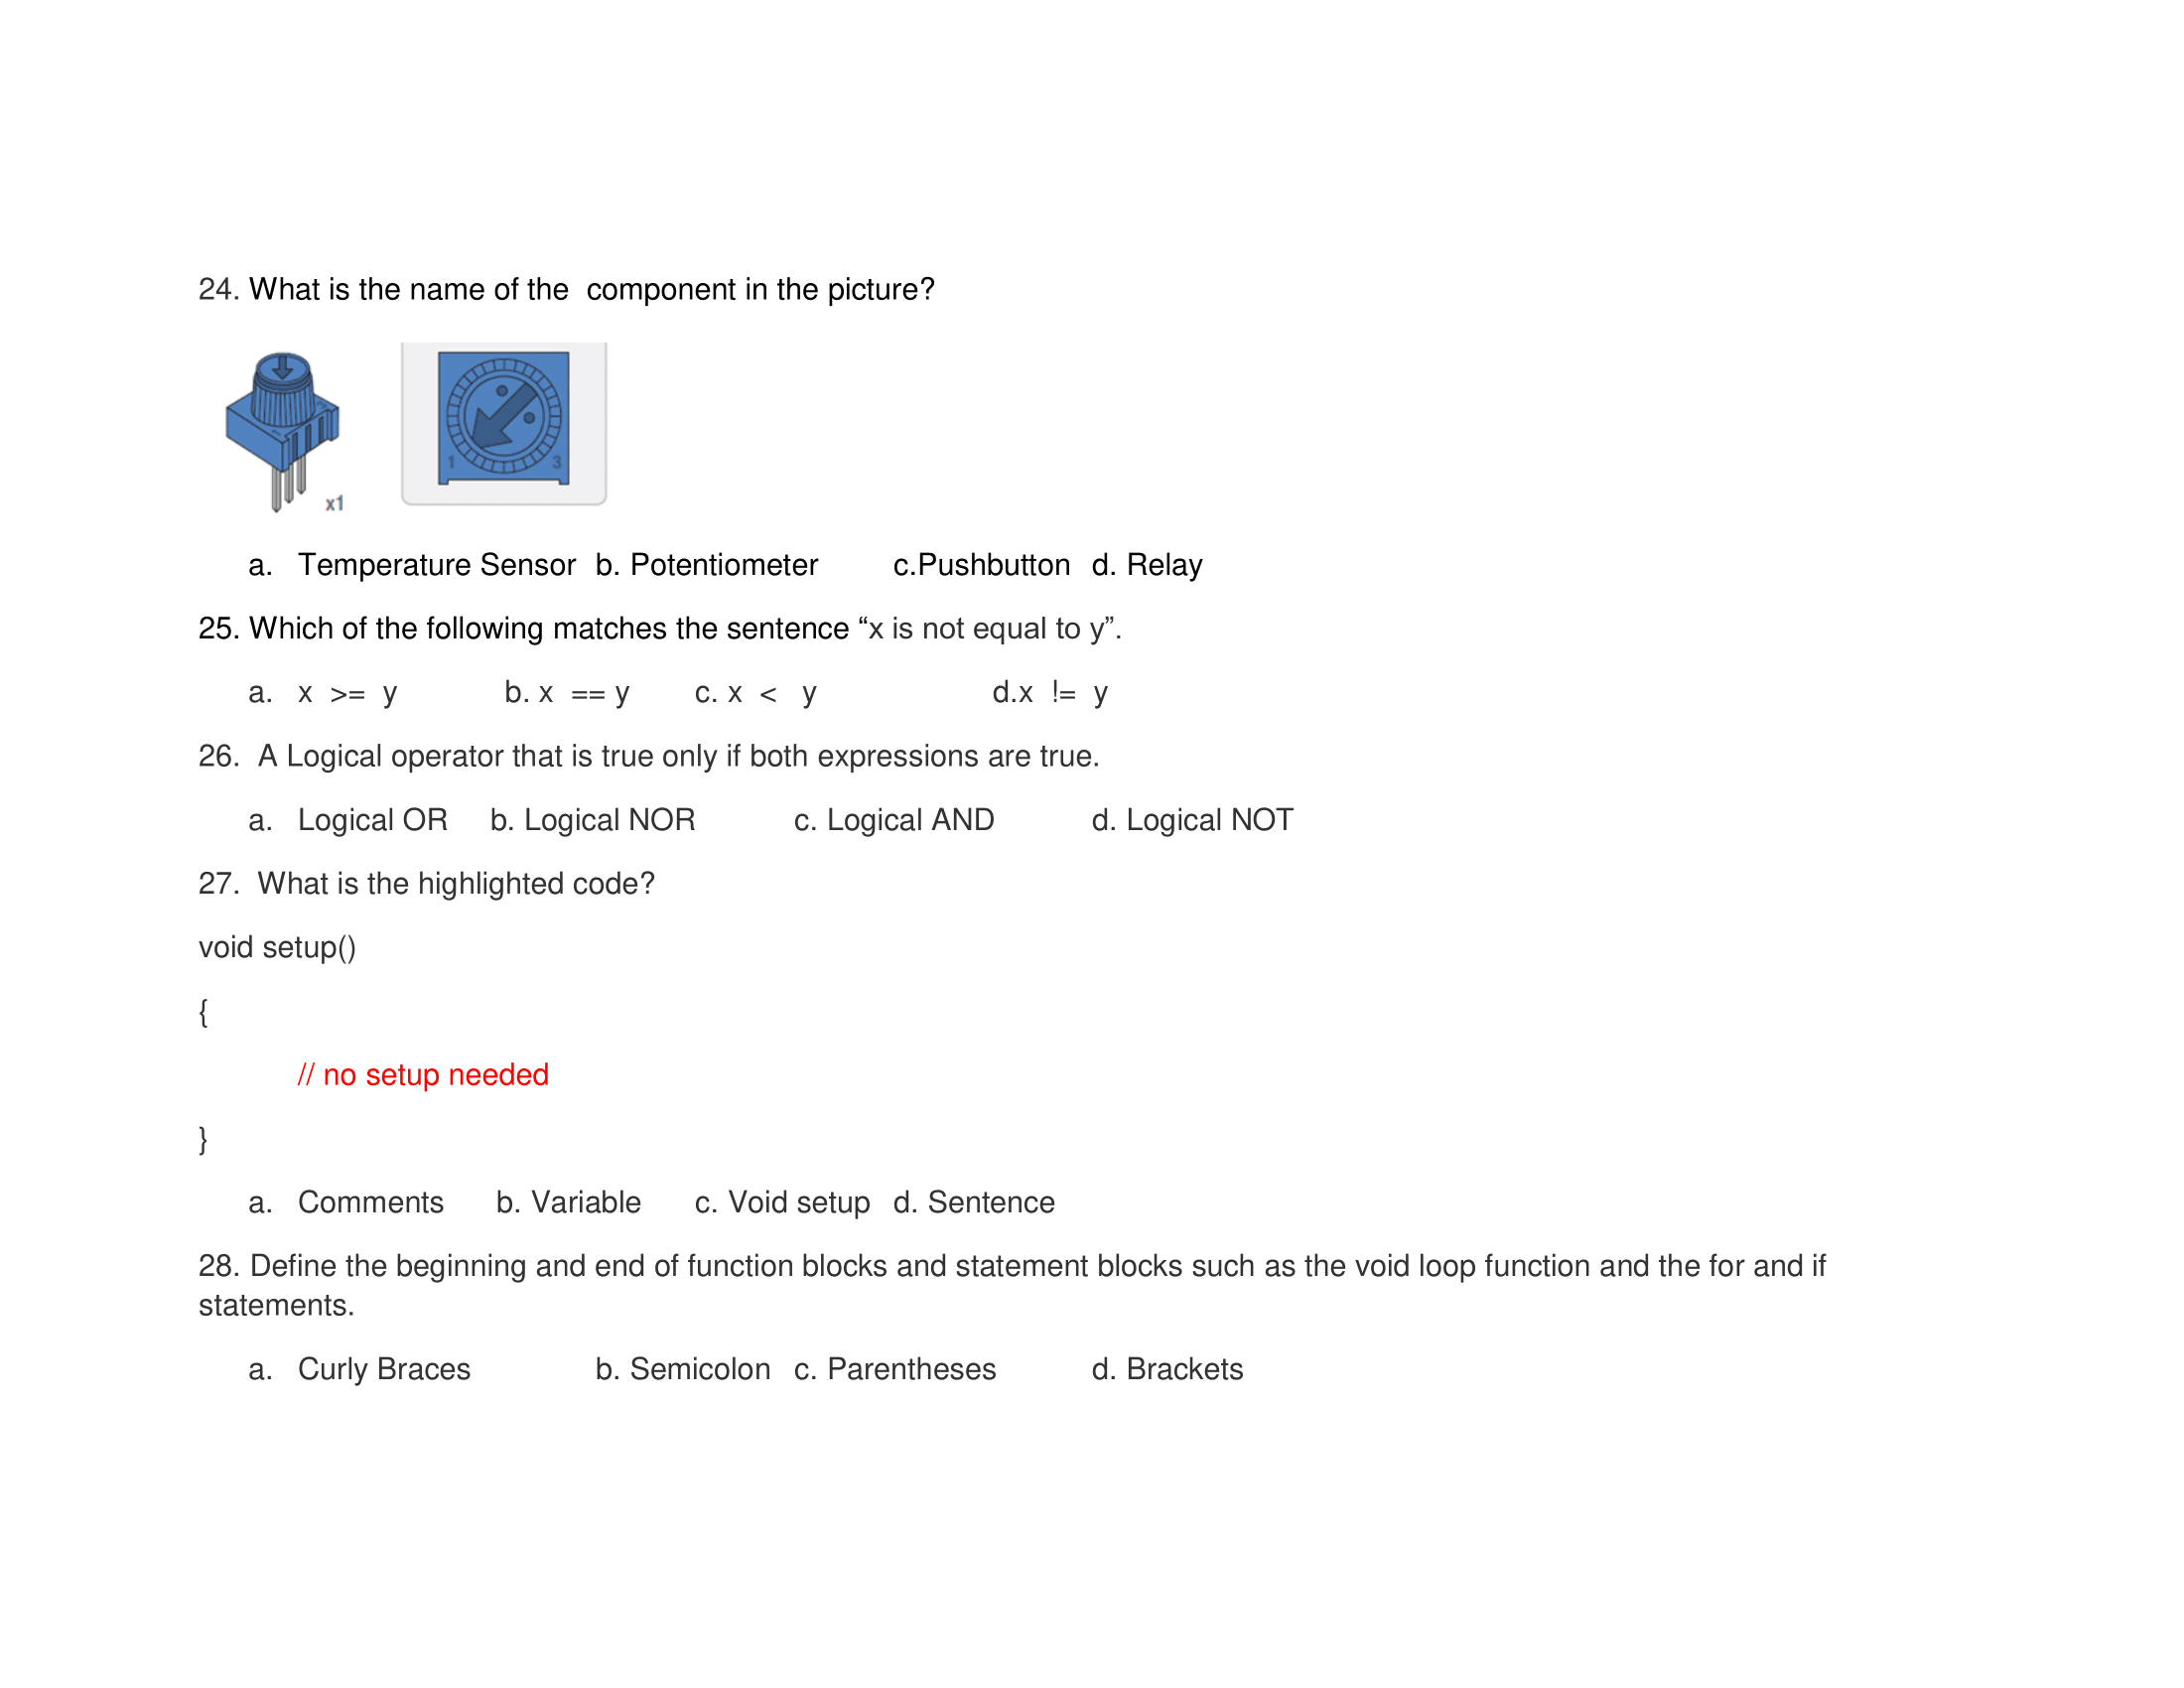 24. What is the name of the  component in the picture?
x1
1 3
a. Temperature Sensor b. Potentiometer c.Pushbutton d. Relay
25. Which of the following matches the sentence “x is not equal to y”.
a. x >= y b. x == y c. x < y d.x != y
26. A Logical operator that is true only if both expressions are true.
a. Logical OR b. Logical NOR c. Logical AND d. Logical NOT
27. What is the highlighted code?
void setup()
{
// no setup needed
}
a. Comments b. Variable c. Void setup d. Sentence
28. Define the beginning and end of function blocks and statement blocks such as the void loop function and the for and if
statements.
a. Curly Braces b. Semicolon c. Parentheses d. Brackets